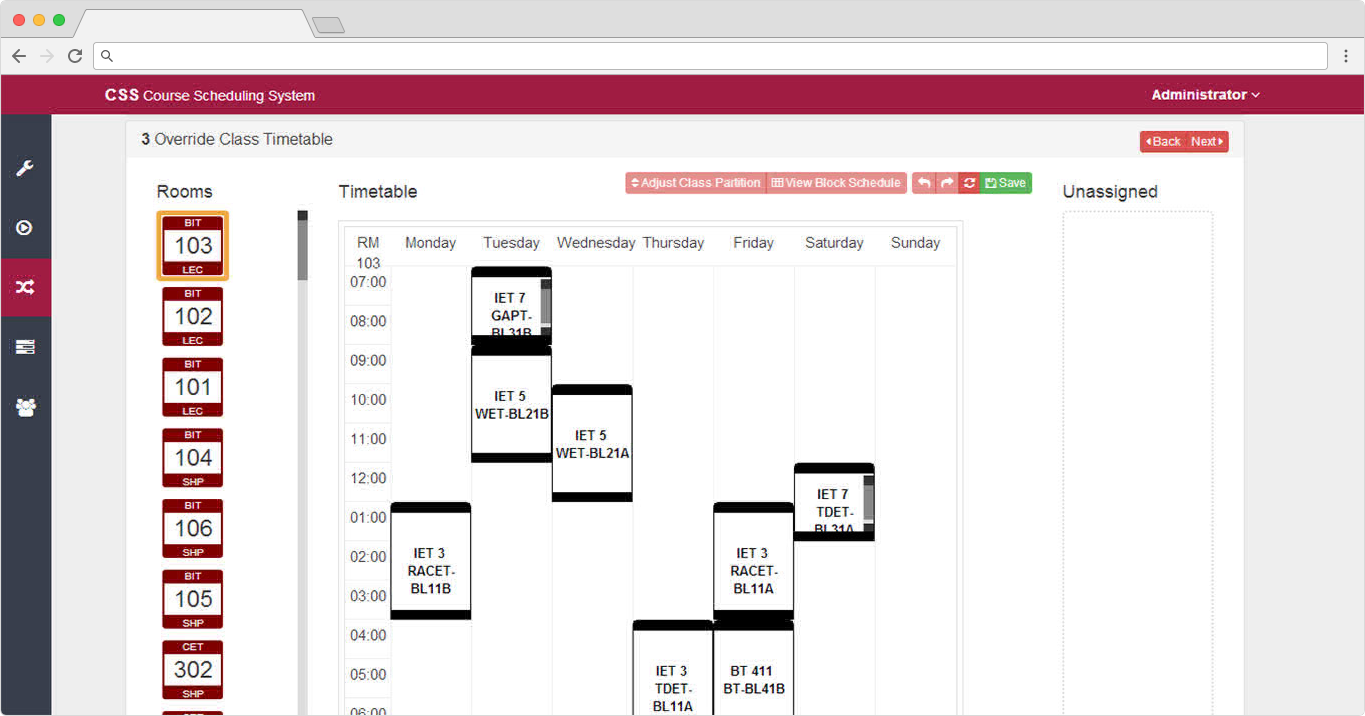 CSS Course Scheduling System
Administrator
3 Override Class Timetable
Back Next
Rooms
Timetable
Adjust Class Partition View Block Schedule Save
Unassigned
BIT
103
LEC
BIT
102
LEC
BIT
101
LEC
BIT
104
SHP
BIT
106
SHP
BIT
105
SHP
CET
302
SHP
RM
103
Monday Tuesday Wednesday Thursday Friday Saturday Sunday
07:00
08:00
09:00
10:00
11:00
12:00
01:00
02:00
03:00
04:00
05:00
06:00
IET 3
RACET-
BL11B
IET 7
GAPT-
BL31B
IET 5
WET-BL21B
IET 5
WET-BL21A
IET 3
TDET-
BL11A
IET 3
RACET-
BL11A
BT 411
BT-BL41B
IET 7
TDET-
BL31A